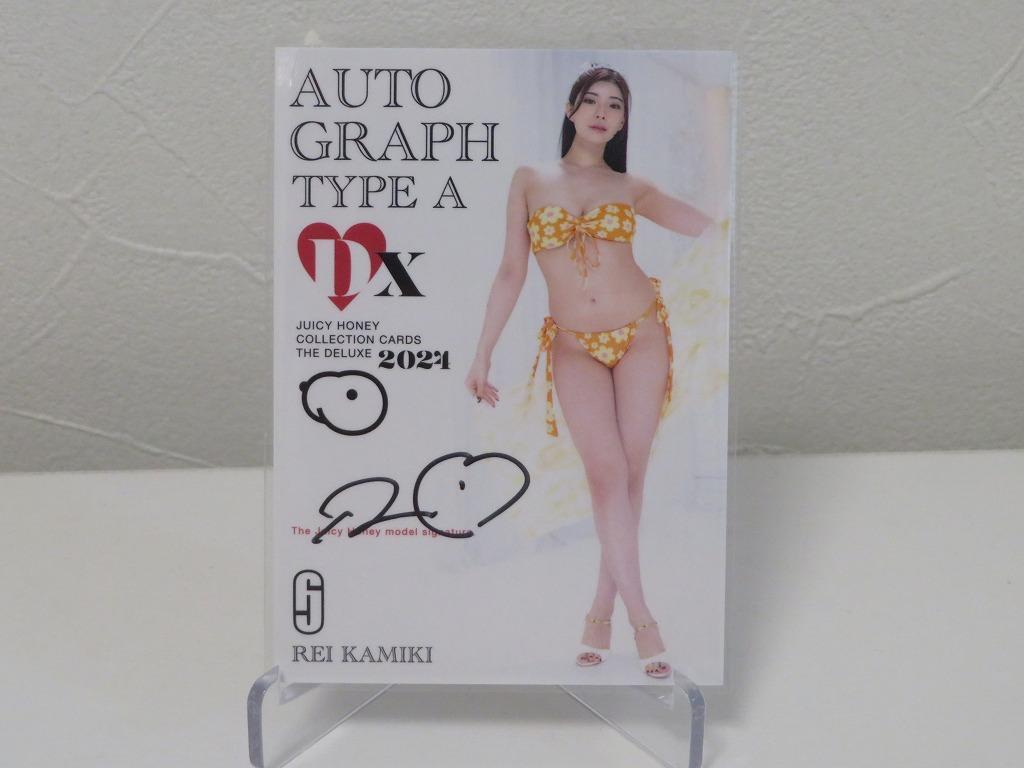 AUTO
GRAPH
TYPE A
DX
JUICY HONEY
COLLECTION CARDS
THE DELUXE 2024
The Juicy Honey model signature
REI KAMIKI